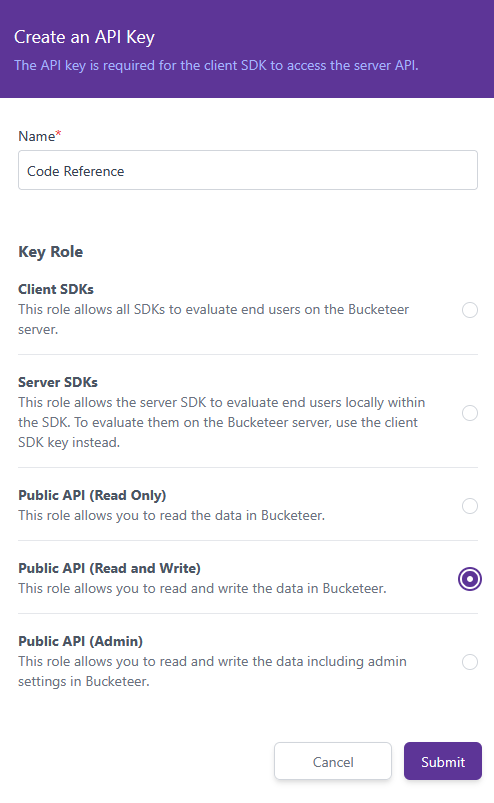 Create an API Key
The API key is required for the client SDK to access the server API.
Name*
Code Reference
Key Role
Client SDKs
This role allows all SDKs to evaluate end users on the Bucketeer
server.
Server SDKs
This role allows the server SDK to evaluate end users locally within
the SDK. To evaluate them on the Bucketeer server, use the client
SDK key instead.
Public API (Read Only)
This role allows you to read the data in Bucketeer.
Public API (Read and Write)
This role allows you to read and write the data in Bucketeer.
Public API (Admin)
This role allows you to read and write the data including admin
settings in Bucketeer.
Cancel
Submit